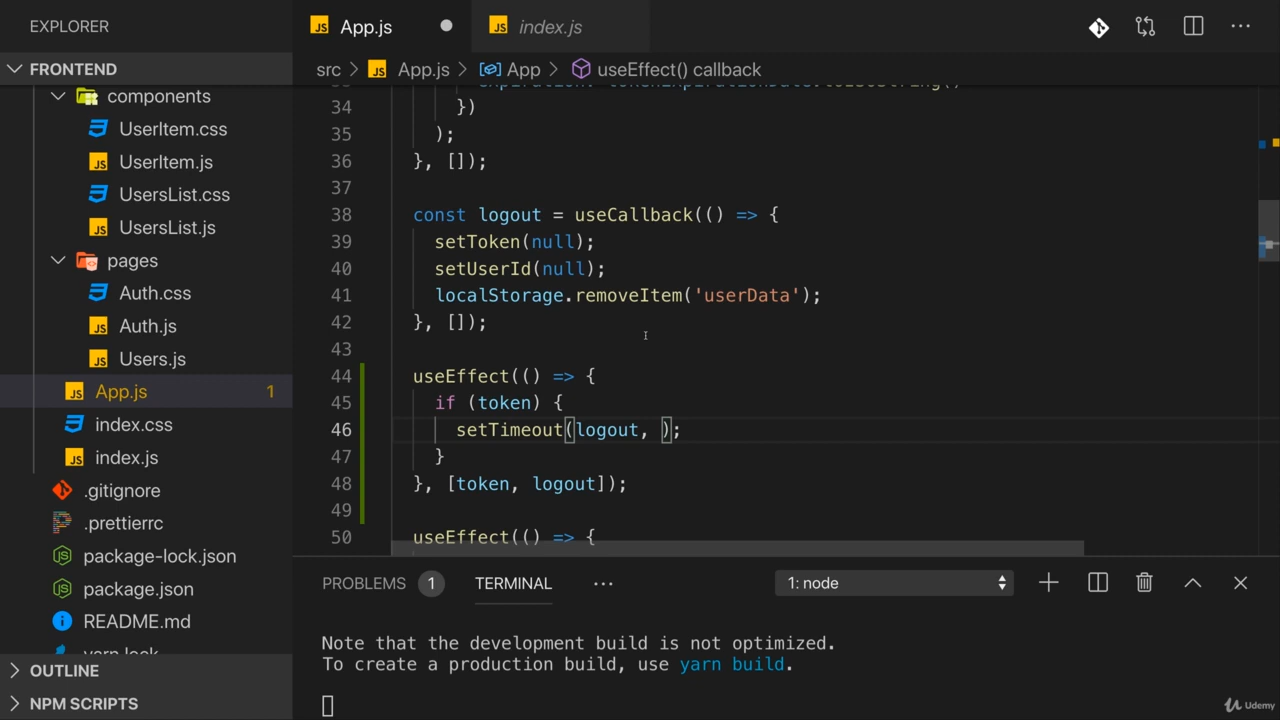 EXPLORER
App.js
index.js
FRONTEND
src > App.js > App > useEffect() callback
components
UserItem.css
UserItem.js
UsersList.css
UsersList.js
pages
Auth.css
Auth.js
Users.js
App.js 1
index.css
index.js
.gitignore
.prettierrc
package-lock.json
package.json
README.md
yarn.lock
OUTLINE
NPM SCRIPTS
34 })
35 );
36 }, []);
37
38 const logout = useCallback(() => {
39 setToken(null);
40 setUserId(null);
41 localStorage.removeItem('userData');
42 }, []);
43
44 useEffect(() => {
45 if (token) {
46 setTimeout(logout, );
47 }
48 }, [token, logout]);
49
50 useEffect(() => {
PROBLEMS 1 TERMINAL ··· 1: node
Note that the development build is not optimized.
To create a production build, use yarn build.
Udemy